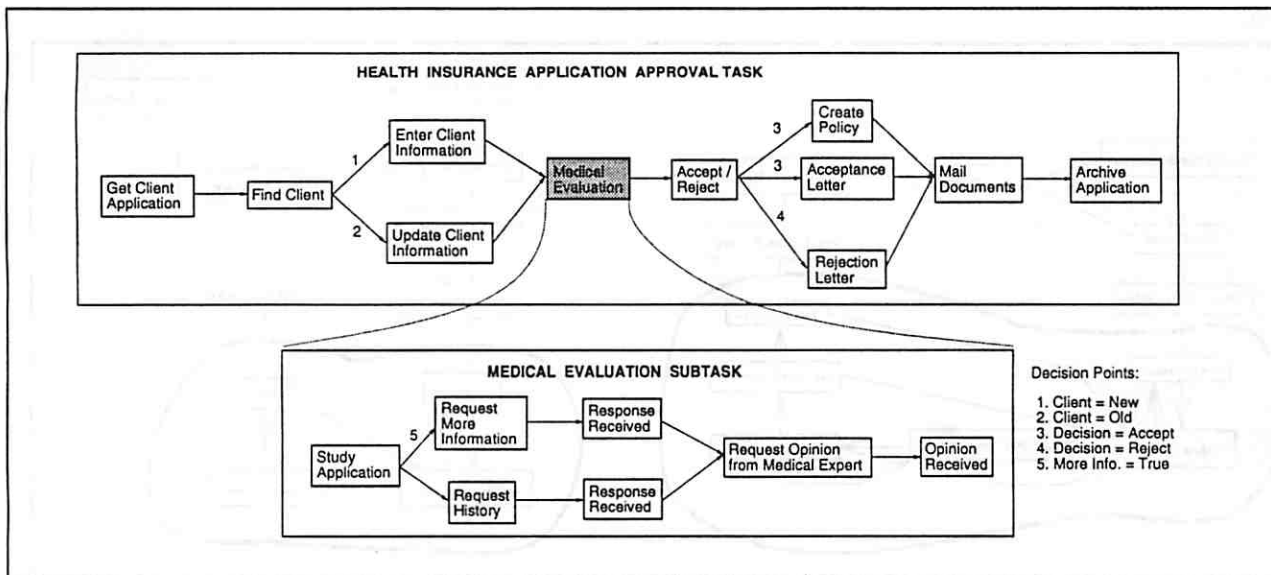 HEALTH INSURANCE APPLICATION APPROVAL TASK
Get Client
Application
Find Client
1
Enter Client
Information
2
Update Client
Information
Medical
Evaluation
Accept /
Reject
3
Create
Policy
3
Acceptance
Letter
4
Rejection
Letter
Mail
Documents
Archive
Application
MEDICAL EVALUATION SUBTASK
Study
Application
5
Request
More
Information
Response
Received
Request
History
Response
Received
Request Opinion
from Medical Expert
Opinion
Received
Decision Points:
1. Client = New
2. Client = Old
3. Decision = Accept
4. Decision = Reject
5. More Info. = True